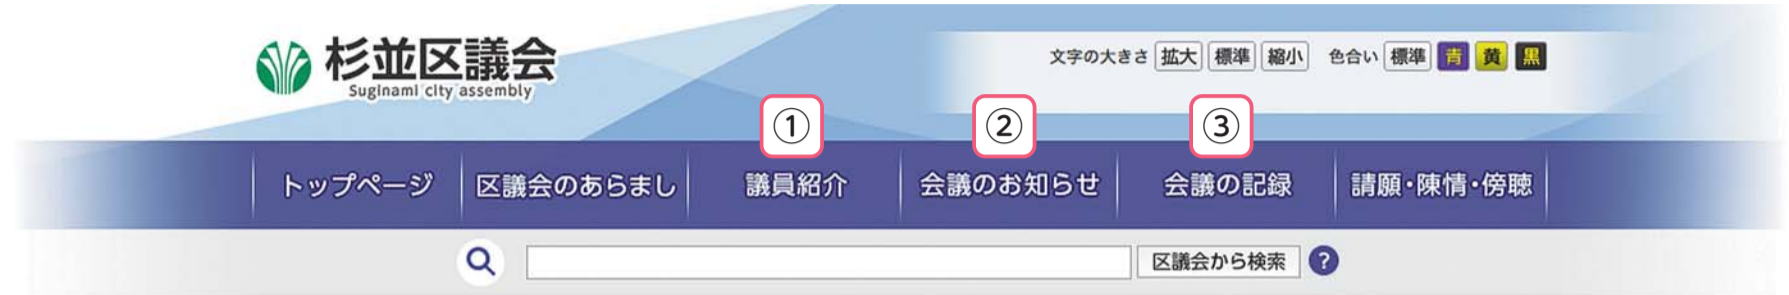 杉並区議会
Suginami city assembly
文字の大きさ 拡大 標準 縮小 色合い 標準 青 黄 黒
① ② ③
トップページ 区議会のあらまし 議員紹介 会議のお知らせ 会議の記録 請願・陳情・傍聴
区議会から検索 ?